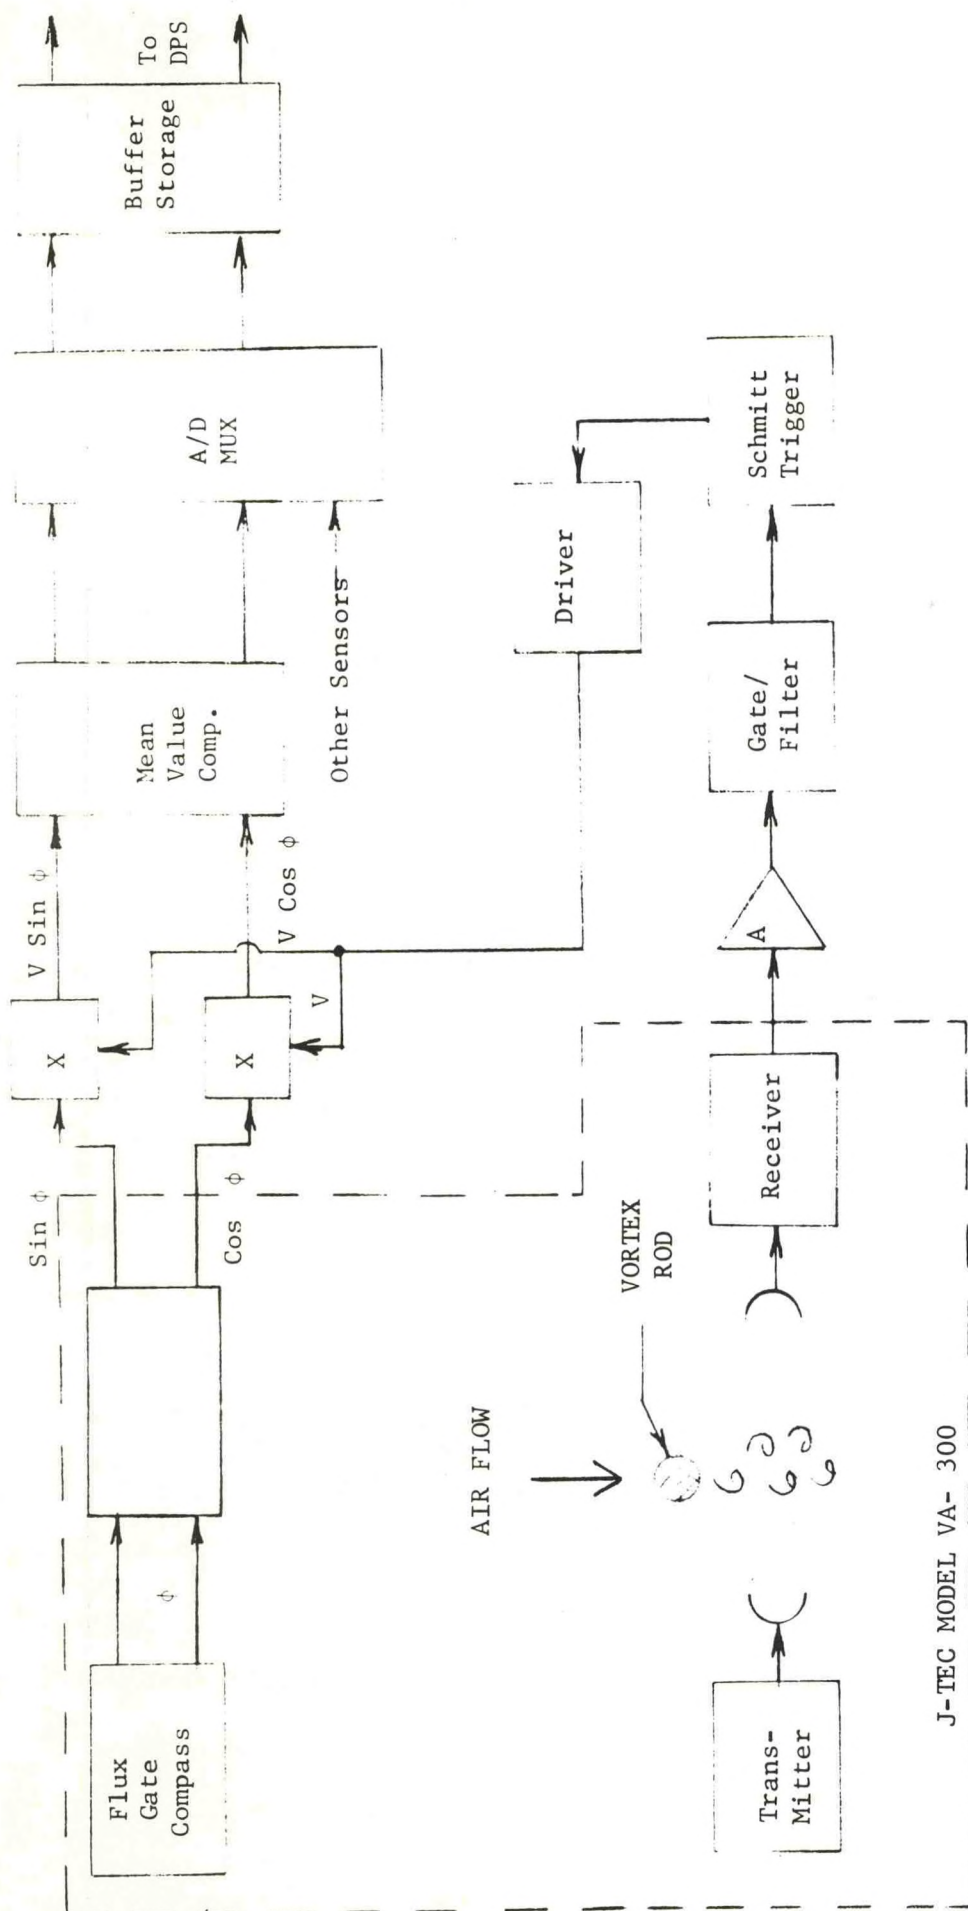 Flux
Gate
Compass
ϕ
Sin ϕ
Cos ϕ
X
X
V
V Sin ϕ
V Cos ϕ
Mean
Value
Comp.
Other Sensors
A/D
MUX
Buffer
Storage
To
DPS
AIR FLOW
VORTEX
ROD
Driver
Trans-
Mitter
Receiver
A
Gate/
Filter
Schmitt
Trigger
J-TEC MODEL VA- 300